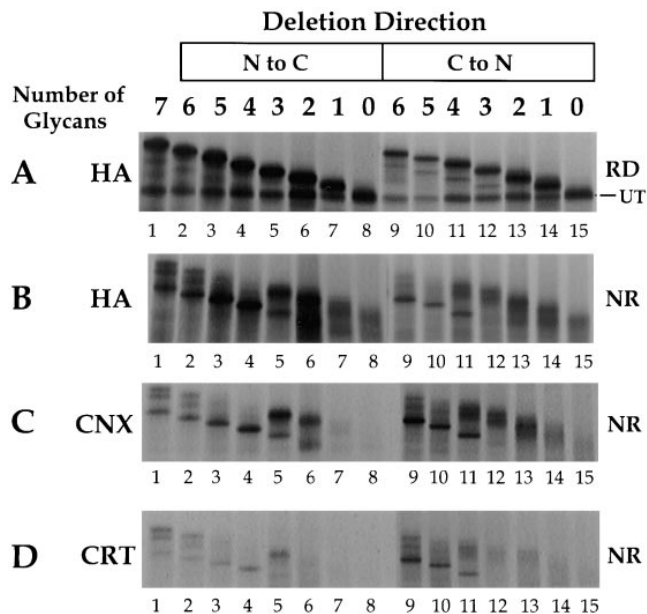 Deletion Direction
N to C C to N
Number of Glycans 7 6 5 4 3 2 1 0 6 5 4 3 2 1 0
A HA RD
UT
1 2 3 4 5 6 7 8 9 10 11 12 13 14 15
B HA NR
1 2 3 4 5 6 7 8 9 10 11 12 13 14 15
C CNX NR
1 2 3 4 5 6 7 8 9 10 11 12 13 14 15
D CRT NR
1 2 3 4 5 6 7 8 9 10 11 12 13 14 15